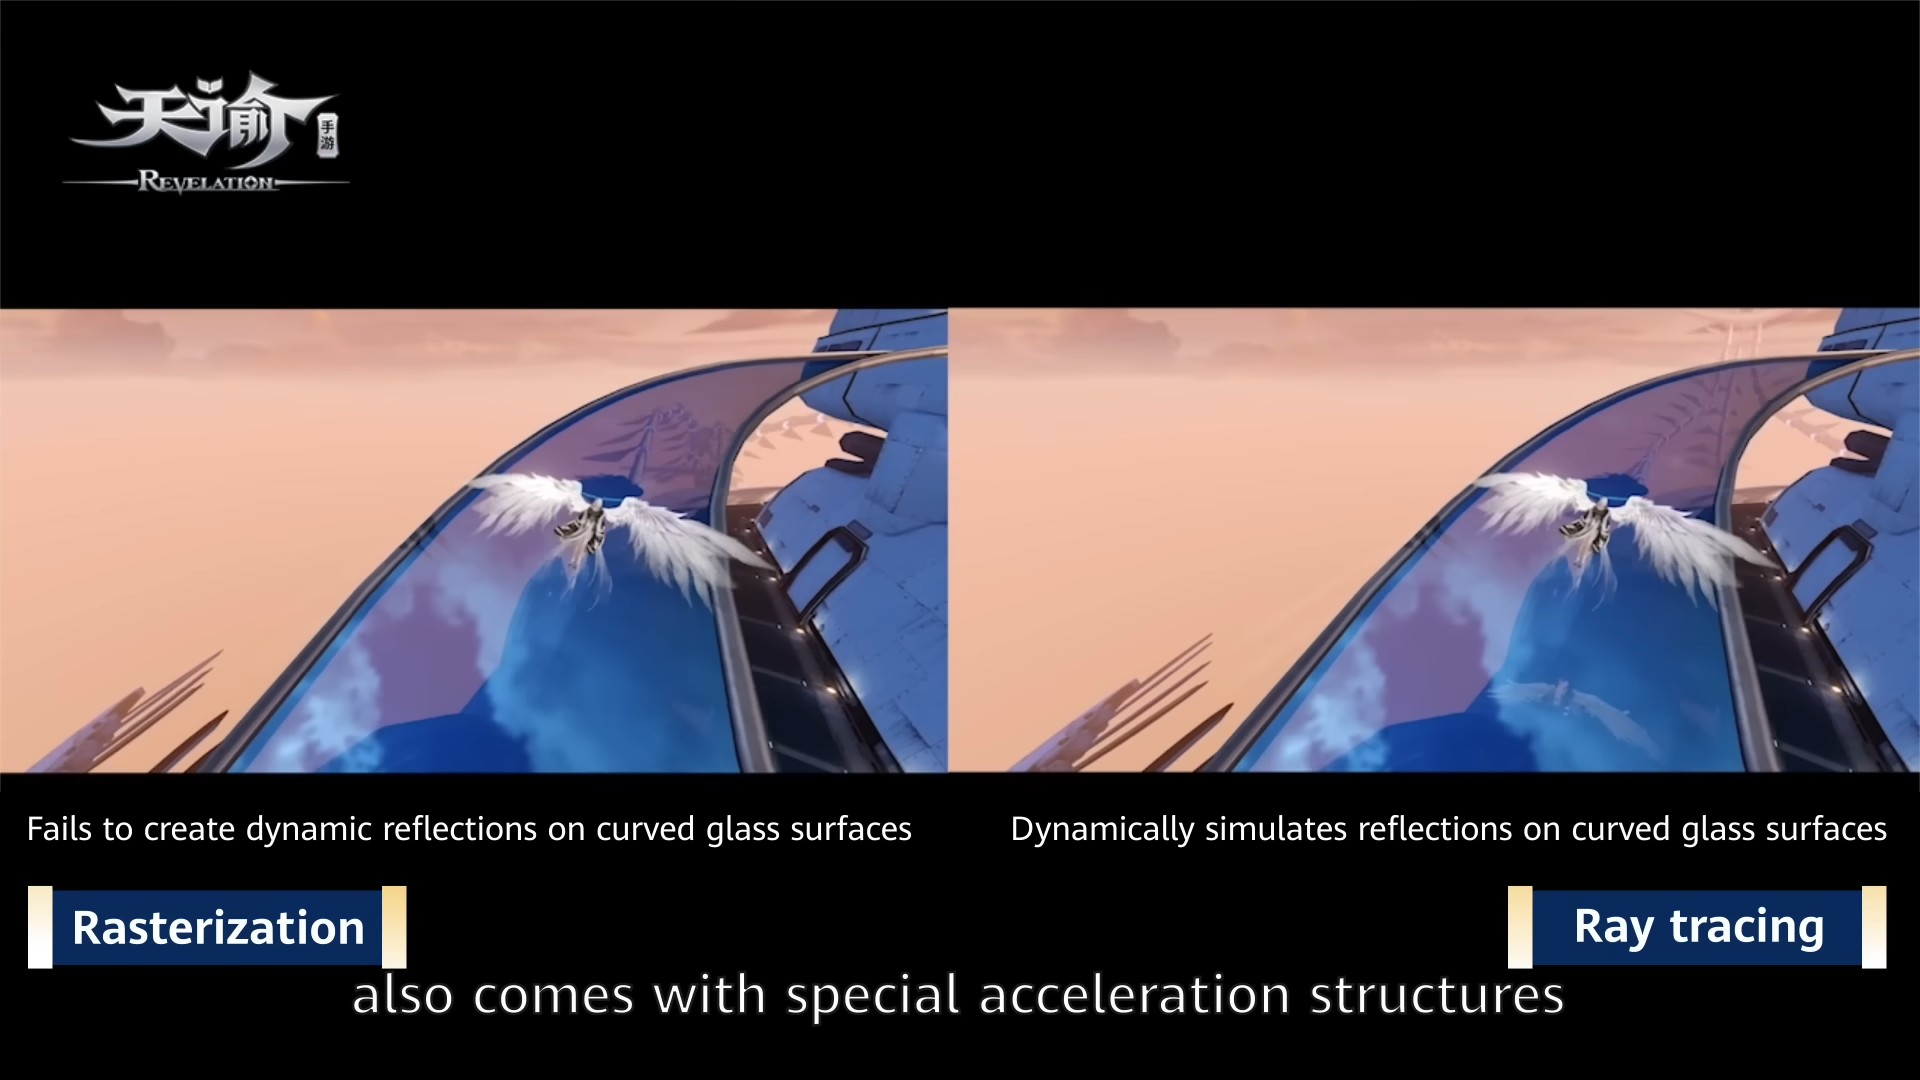 天谕
手游
REVELATION
Fails to create dynamic reflections on curved glass surfaces
Dynamically simulates reflections on curved glass surfaces
Rasterization
Ray tracing
also comes with special acceleration structures